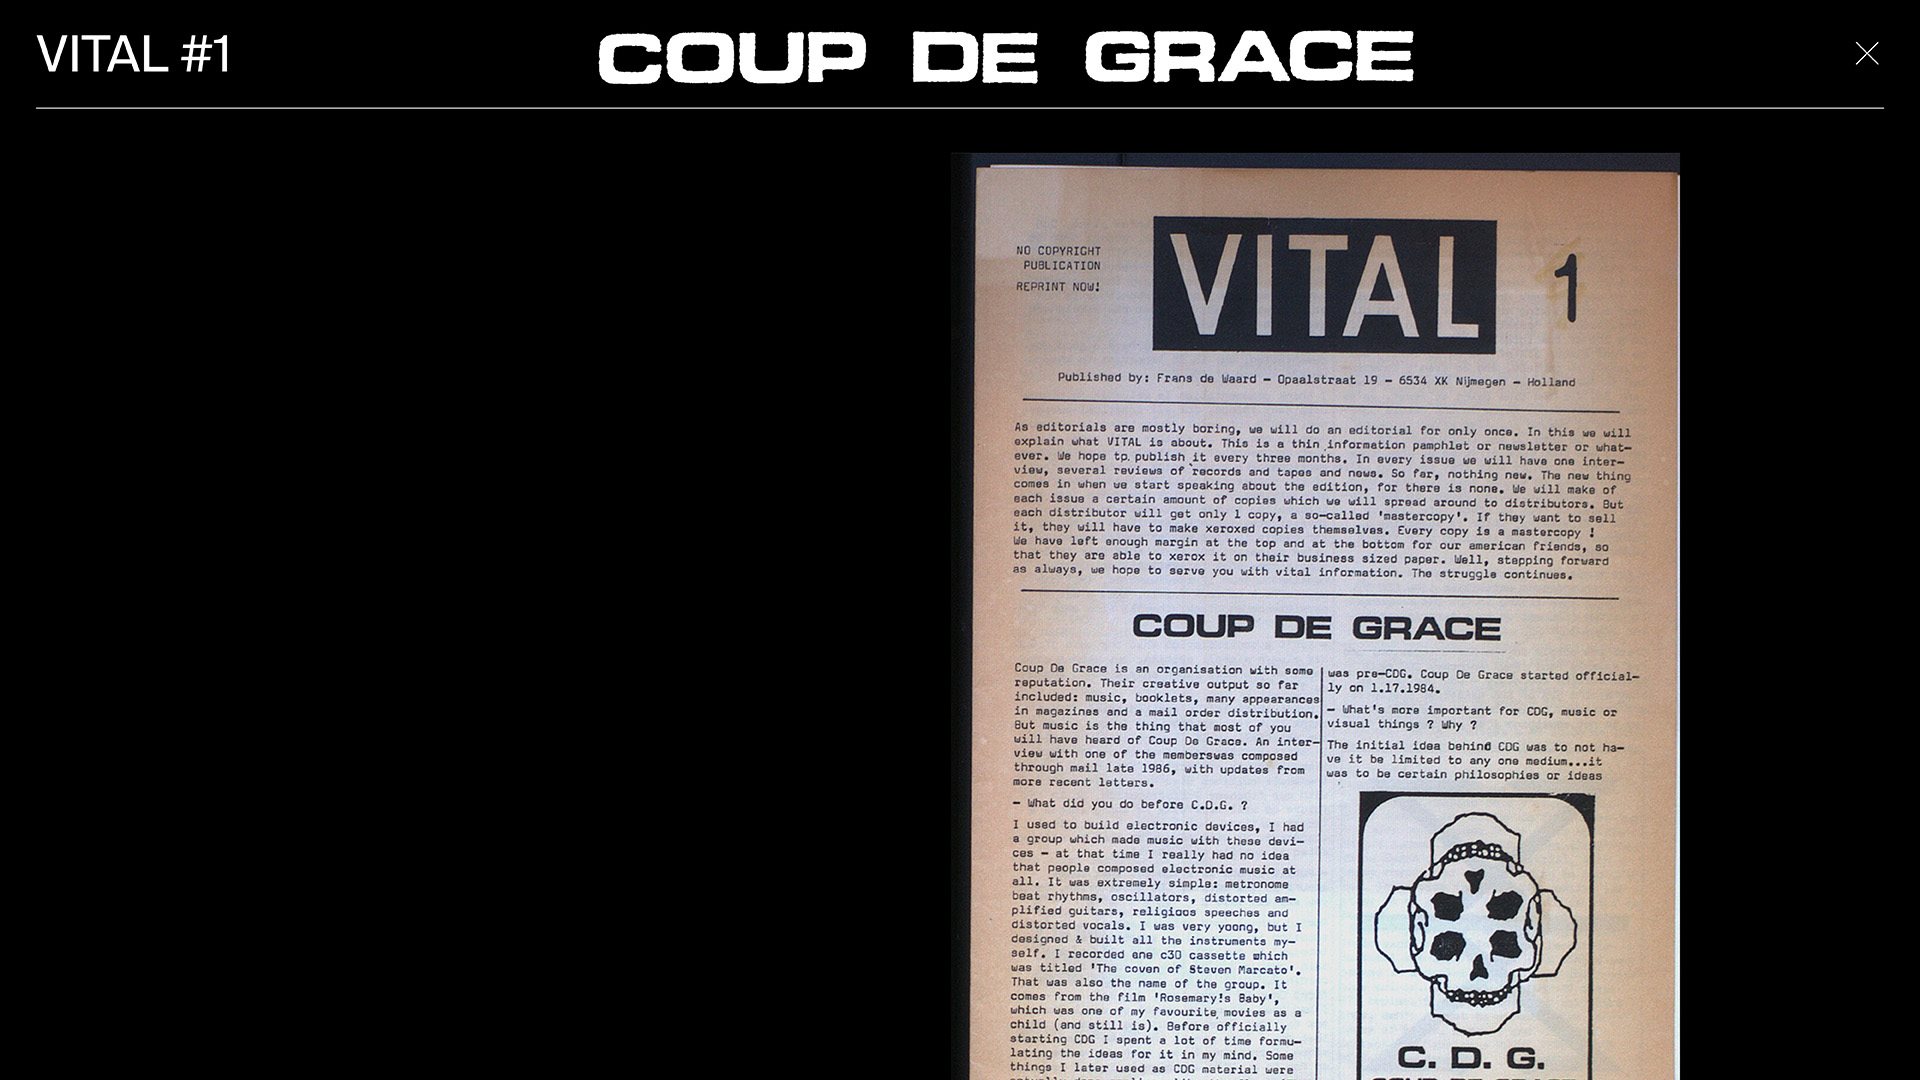 VITAL #1
COUP DE GRACE
NO COPYRIGHT
PUBLICATION
REPRINT NOW!
VITAL
1
Published by: Frans de Waard – Opaalstraat 19 – 6534 XK Nijmegen – Holland
As editorials are mostly boring, we will do an editorial for only once. In this we will
explain what VITAL is about. This is a thin information pamphlet or newsletter or what-
ever. We hope to publish it every three months. In every issue we will have one inter-
view, several reviews of records and tapes and news. So far, nothing new. The new thing
comes in when we start speaking about the edition, for there is none. We will make of
each issue a certain amount of copies which we will spread around to distributors. But
each distributor will get only 1 copy, a so-called 'mastercopy'. If they want to sell
it, they will have to make xeroxed copies themselves. Every copy is a mastercopy !
We have left enough margin at the top and at the bottom for our american friends, so
that they are able to xerox it on their business sized paper. Well, stepping forward
as always, we hope to serve you with vital information. The struggle continues.
COUP DE GRACE
Coup De Grace is an organisation with some
reputation. Their creative output so far
included: music, booklets, many appearances
in magazines and a mail order distribution.
But music is the thing that most of you
will have heard of Coup De Grace. An inter-
view with one of the memberswas composed
through mail late 1986, with updates from
more recent letters.
– What did you do before C.D.G. ?
I used to build electronic devices, I had
a group which made music with these devi-
ces – at that time I really had no idea
that people composed electronic music at
all. It was extremely simple: metronome
beat rhythms, oscillators, distorted am-
plified guitars, religious speeches and
distorted vocals. I was very young, but I
designed & built all the instruments my-
self. I recorded one c30 cassette which
was titled 'The coven of Steven Marcato'.
That was also the name of the group. It
comes from the film 'Rosemary's Baby',
which was one of my favourite movies as a
child (and still is). Before officially
starting CDG I spent a lot of time formu-
lating the ideas for it in my mind. Some
things I later used as CDG material were
was pre-CDG. Coup De Grace started official-
ly on 1.17.1984.
– What's more important for CDG, music or
visual things ? Why ?
The initial idea behind CDG was to not ha-
ve it be limited to any one medium...it
was to be certain philosophies or ideas
C. D. G.